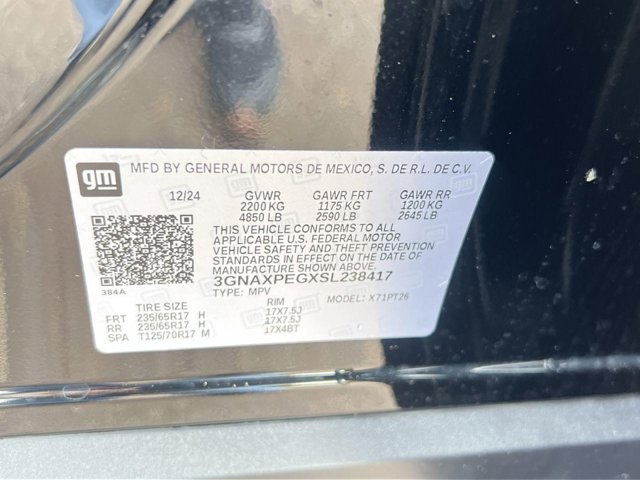 gm
MFD BY GENERAL MOTORS DE MEXICO, S. DE R.L. DE C.V.
12/24 GVWR GAWR FRT GAWR RR
2200 KG 1175 KG 1200 KG
4850 LB 2590 LB 2645 LB
THIS VEHICLE CONFORMS TO ALL
APPLICABLE U.S. FEDERAL MOTOR
VEHICLE SAFETY AND THEFT PREVENTION
STANDARDS IN EFFECT ON THE DATE OF
MANUFACTURE SHOWN ABOVE.
384A 3GNAXPEGXSL238417
TYPE: MPV MODEL: X71PT26
TIRE SIZE RIM
FRT 235/65R17 H 17X7.5J
RR 235/65R17 H 17X7.5J
SPA T125/70R17 M 17X4BT